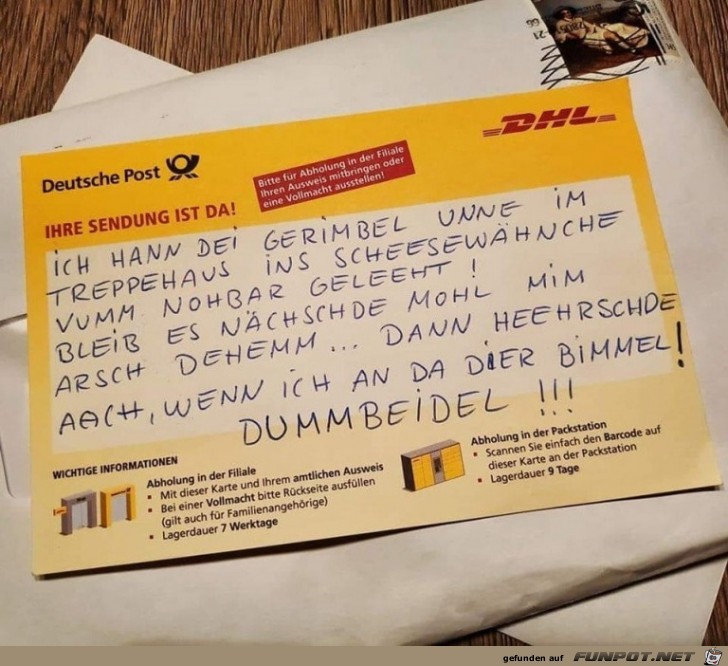 Deutsche Post
DHL
Bitte für Abholung in der Filiale
Ihren Ausweis mitbringen oder
eine Vollmacht ausstellen!
IHRE SENDUNG IST DA!
ICH HANN DEI GERIMBEL UNNE IM
TREPPEHAUS INS SCHEESEWÄHNCHE
VUMM NOHBAR GELEEHT!
BLEIB ES NÄCHSCHDE MOHL MIM
ARSCH DEHEMM... DANN HEEHRSCHDE
AACH, WENN ICH AN DA DIER BIMMEL!
DUMMBEIDEL!!!
WICHTIGE INFORMATIONEN
Abholung in der Filiale
▪ Mit dieser Karte und Ihrem amtlichen Ausweis
▪ Bei einer Vollmacht bitte Rückseite ausfüllen
(gilt auch für Familienangehörige)
▪ Lagerdauer 7 Werktage
Abholung in der Packstation
▪ Scannen Sie einfach den Barcode auf
dieser Karte an der Packstation
▪ Lagerdauer 9 Tage
gefunden auf FUNPOT.NET